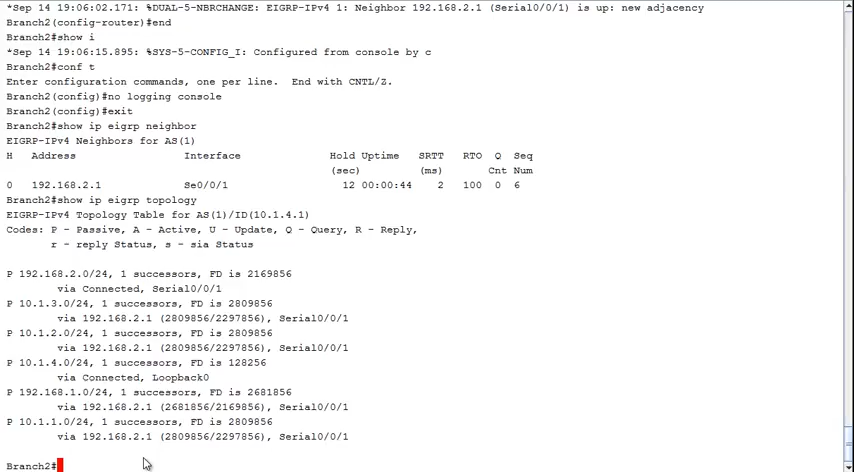 *Sep 14 19:06:02.171: %DUAL-5-NBRCHANGE: EIGRP-IPv4 1: Neighbor 192.168.2.1 (Serial0/0/1) is up: new adjacency
Branch2(config-router)#end
Branch2#show i
*Sep 14 19:06:15.895: %SYS-5-CONFIG_I: Configured from console by c
Branch2#conf t
Enter configuration commands, one per line.  End with CNTL/Z.
Branch2(config)#no logging console
Branch2(config)#exit
Branch2#show ip eigrp neighbor
EIGRP-IPv4 Neighbors for AS(1)
H   Address                 Interface              Hold Uptime   SRTT   RTO  Q  Seq
                                                   (sec)         (ms)       Cnt Num
0   192.168.2.1             Se0/0/1                  12 00:00:44    2   100  0  6
Branch2#show ip eigrp topology
EIGRP-IPv4 Topology Table for AS(1)/ID(10.1.4.1)
Codes: P - Passive, A - Active, U - Update, Q - Query, R - Reply,
       r - reply Status, s - sia Status
P 192.168.2.0/24, 1 successors, FD is 2169856
        via Connected, Serial0/0/1
P 10.1.3.0/24, 1 successors, FD is 2809856
        via 192.168.2.1 (2809856/2297856), Serial0/0/1
P 10.1.2.0/24, 1 successors, FD is 2809856
        via 192.168.2.1 (2809856/2297856), Serial0/0/1
P 10.1.4.0/24, 1 successors, FD is 128256
        via Connected, Loopback0
P 192.168.1.0/24, 1 successors, FD is 2681856
        via 192.168.2.1 (2681856/2169856), Serial0/0/1
P 10.1.1.0/24, 1 successors, FD is 2809856
        via 192.168.2.1 (2809856/2297856), Serial0/0/1
Branch2#